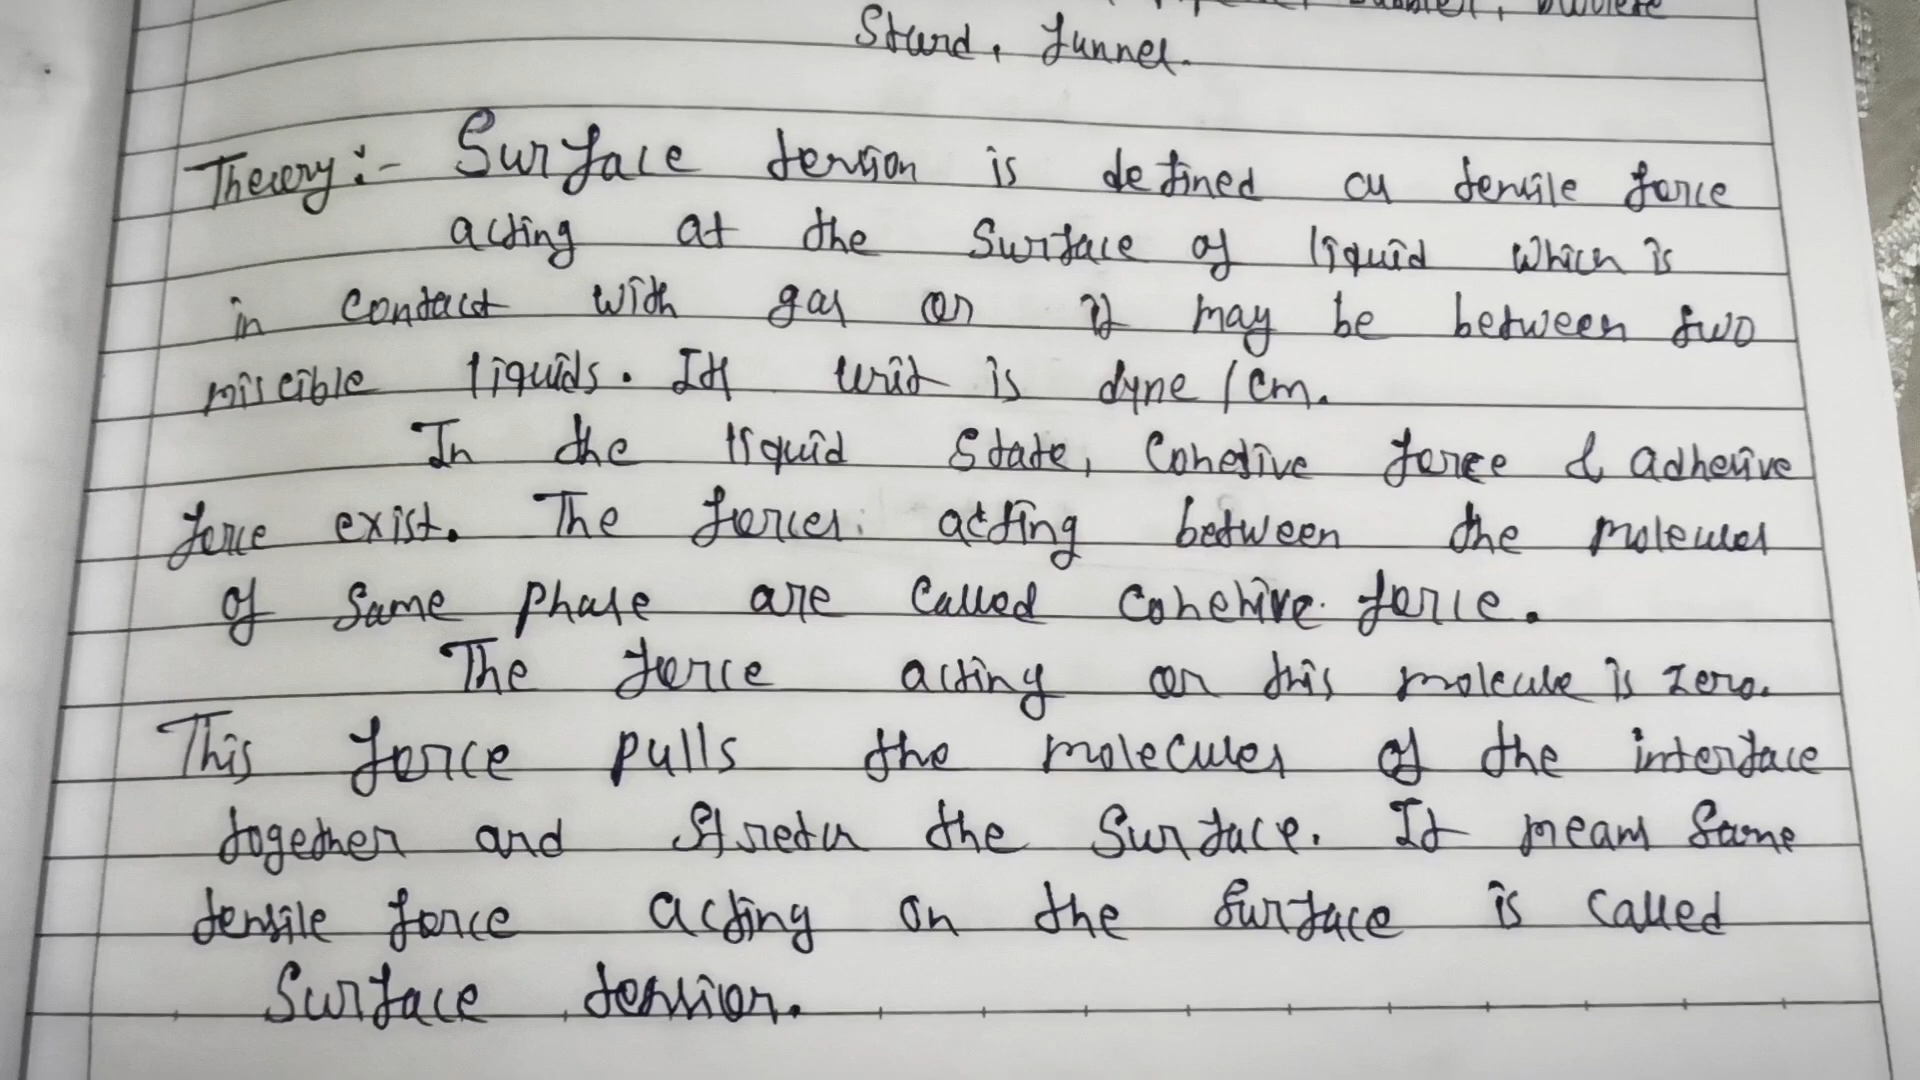 Stand, funnel.
Theory:- Surface tension is defined as tensile force
acting at the surface of liquid which is
in contact with gas or it may be between two
miscible liquids. Its unit is dyne/cm.
In the liquid state, Cohesive force & adhesive
force exist. The forces acting between the molecules
of same phase are called cohehive force.
The force acting on this molecule is zero.
This force pulls the molecules of the interface
together and stretch the surface. It means same
tensile force acting on the surface is called
Surface tension.